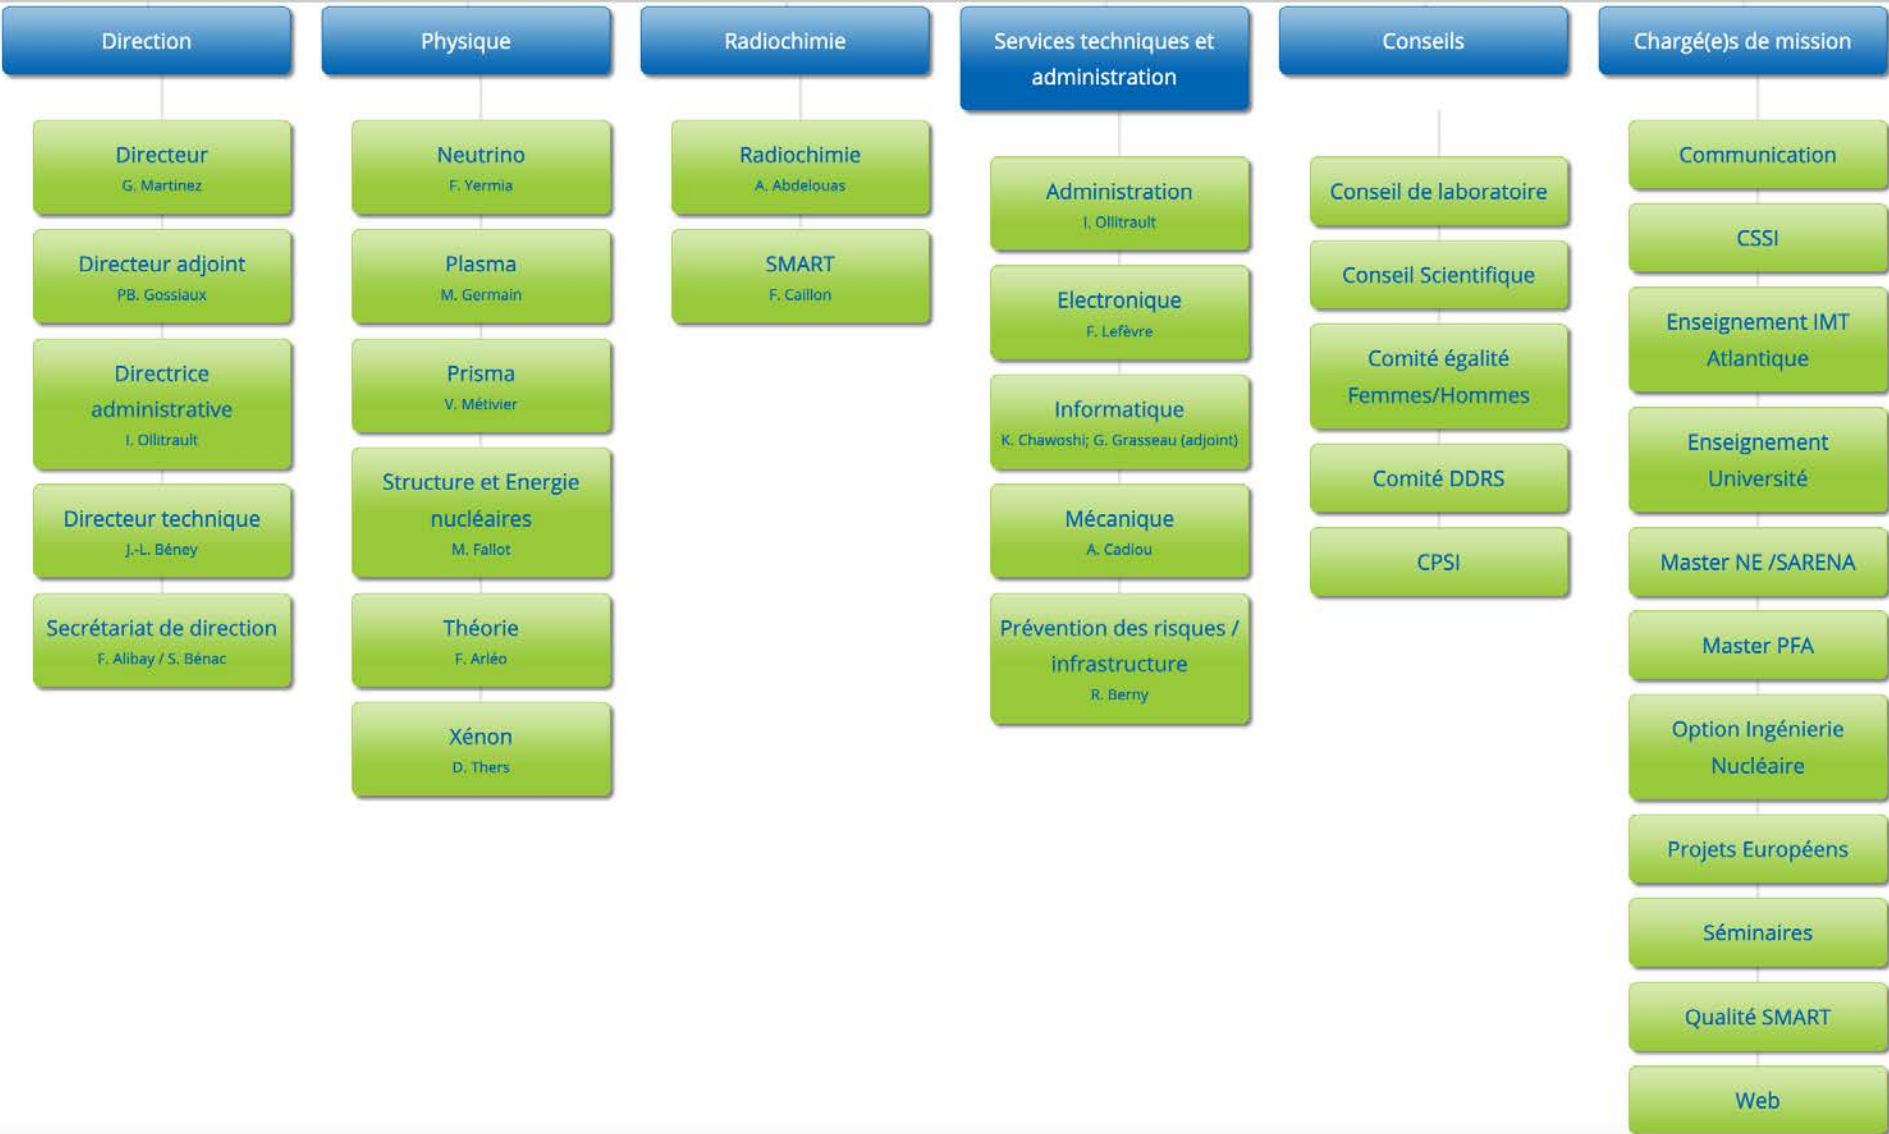 Direction
Directeur
G. Martinez
Directeur adjoint
PB. Gossiaux
Directrice
administrative
I. Ollitrault
Directeur technique
J.-L. Béney
Secrétariat de direction
F. Alibay / S. Bénac
Physique
Neutrino
F. Yermia
Plasma
M. Germain
Prisma
V. Métivier
Structure et Energie
nucléaires
M. Fallot
Théorie
F. Arléo
Xénon
D. Thers
Radiochimie
Radiochimie
A. Abdelouas
SMART
F. Caillon
Services techniques et
administration
Administration
I. Ollitrault
Electronique
F. Lefèvre
Informatique
K. Chawoshi; G. Grasseau (adjoint)
Mécanique
A. Cadiou
Prévention des risques /
infrastructure
R. Berny
Conseils
Conseil de laboratoire
Conseil Scientifique
Comité égalité
Femmes/Hommes
Comité DDRS
CPSI
Chargé(e)s de mission
Communication
CSSI
Enseignement IMT
Atlantique
Enseignement
Université
Master NE /SARENA
Master PFA
Option Ingénierie
Nucléaire
Projets Européens
Séminaires
Qualité SMART
Web